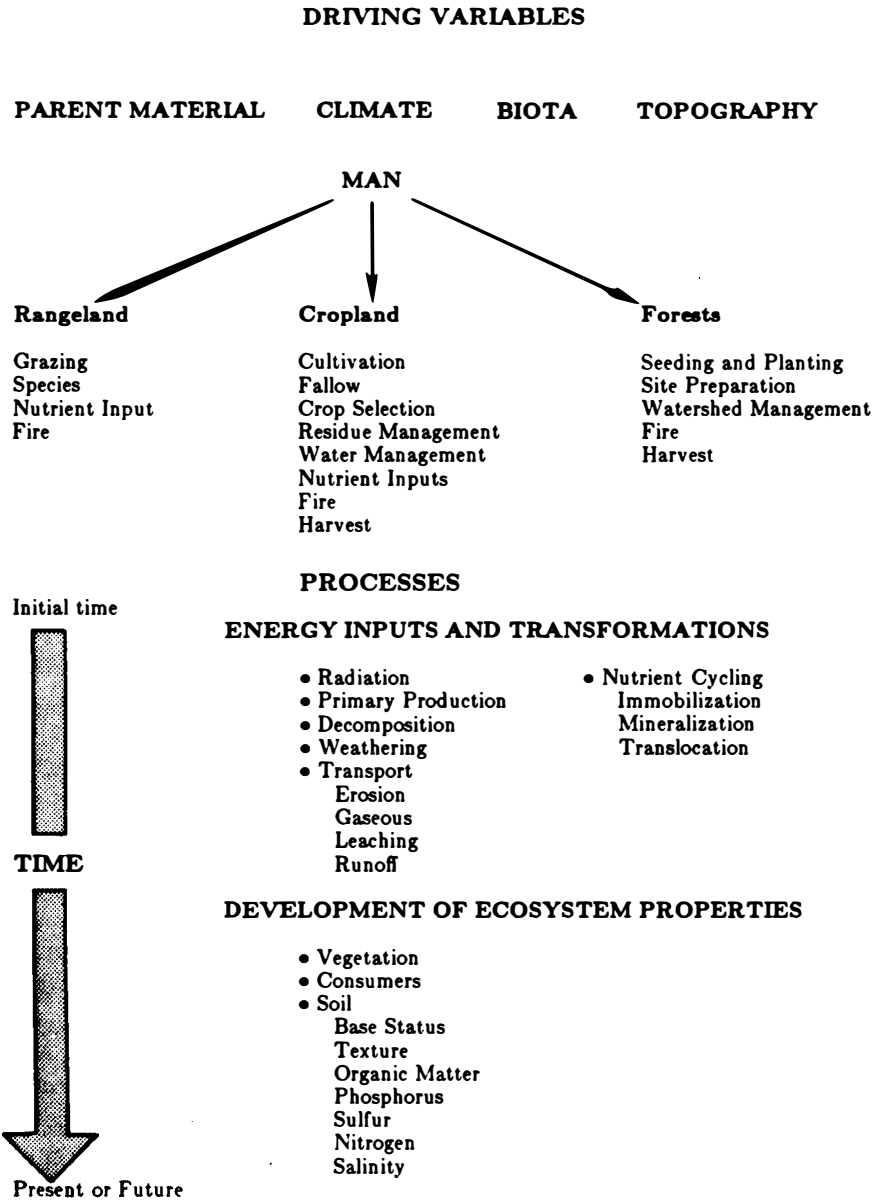 DRIVING VARIABLES
PARENT MATERIAL CLIMATE BIOTA TOPOGRAPHY
MAN
Rangeland
Grazing
Species
Nutrient Input
Fire
Cropland
Cultivation
Fallow
Crop Selection
Residue Management
Water Management
Nutrient Inputs
Fire
Harvest
Forests
Seeding and Planting
Site Preparation
Watershed Management
Fire
Harvest
PROCESSES
Initial time
ENERGY INPUTS AND TRANSFORMATIONS
• Radiation
• Primary Production
• Decomposition
• Weathering
• Transport
Erosion
Gaseous
Leaching
Runoff
• Nutrient Cycling
Immobilization
Mineralization
Translocation
TIME
DEVELOPMENT OF ECOSYSTEM PROPERTIES
• Vegetation
• Consumers
• Soil
Base Status
Texture
Organic Matter
Phosphorus
Sulfur
Nitrogen
Salinity
Present or Future